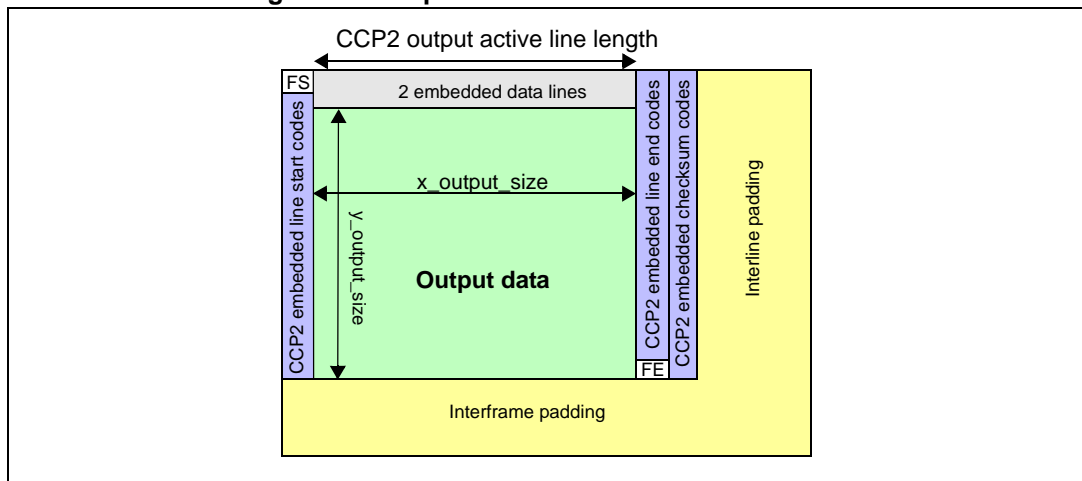 CCP2 output active line length
FS
2 embedded data lines
CCP2 embedded line start codes
x_output_size
y_output_size
Output data
CCP2 embedded line end codes
FE
CCP2 embedded checksum codes
Interline padding
Interframe padding